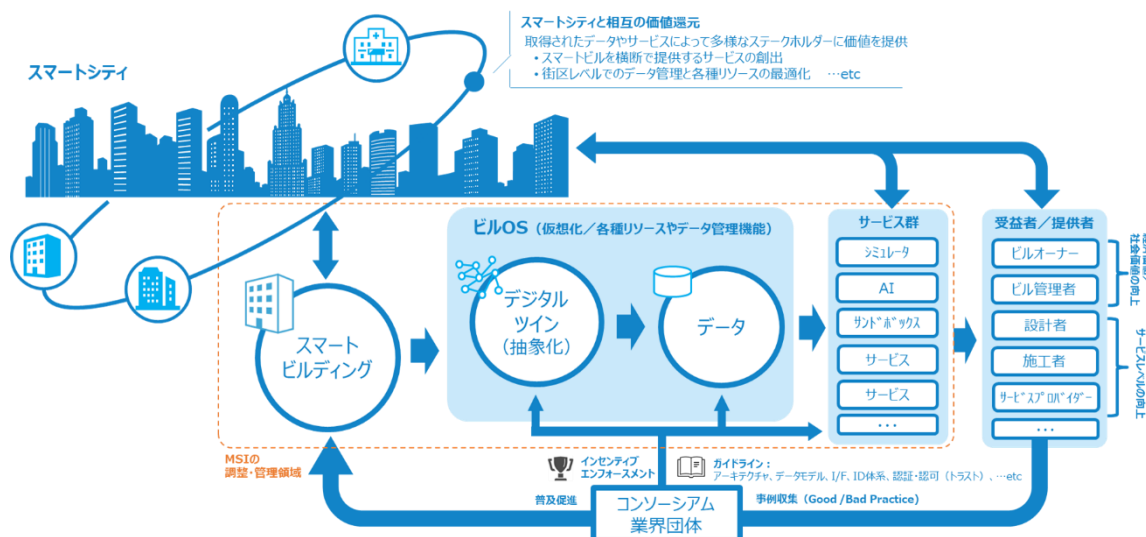 スマートシティと相互の価値還元
取得されたデータやサービスによって多様なステークホルダーに価値を提供
・スマートビルを横断で提供するサービスの創出
・街区レベルでのデータ管理と各種リソースの最適化 …etc
スマートシティ
ビルOS（仮想化／各種リソースやデータ管理機能）
サービス群
受益者／提供者
スマート
ビルディング
デジタル
ツイン
（抽象化）
データ
シミュレータ
AI
サンドボックス
サービス
サービス
…
ビルオーナー
ビル管理者
設計者
施工者
サービスプロバイダー
…
社会価値の向上
サービスレベルの向上
MSIの
調整・管理領域
インセンティブ
エンフォースメント
ガイドライン：
アーキテクチャ、データモデル、I/F、ID体系、認証・認可（トラスト）、…etc
普及促進
コンソーシアム
業界団体
事例収集（Good /Bad Practice）